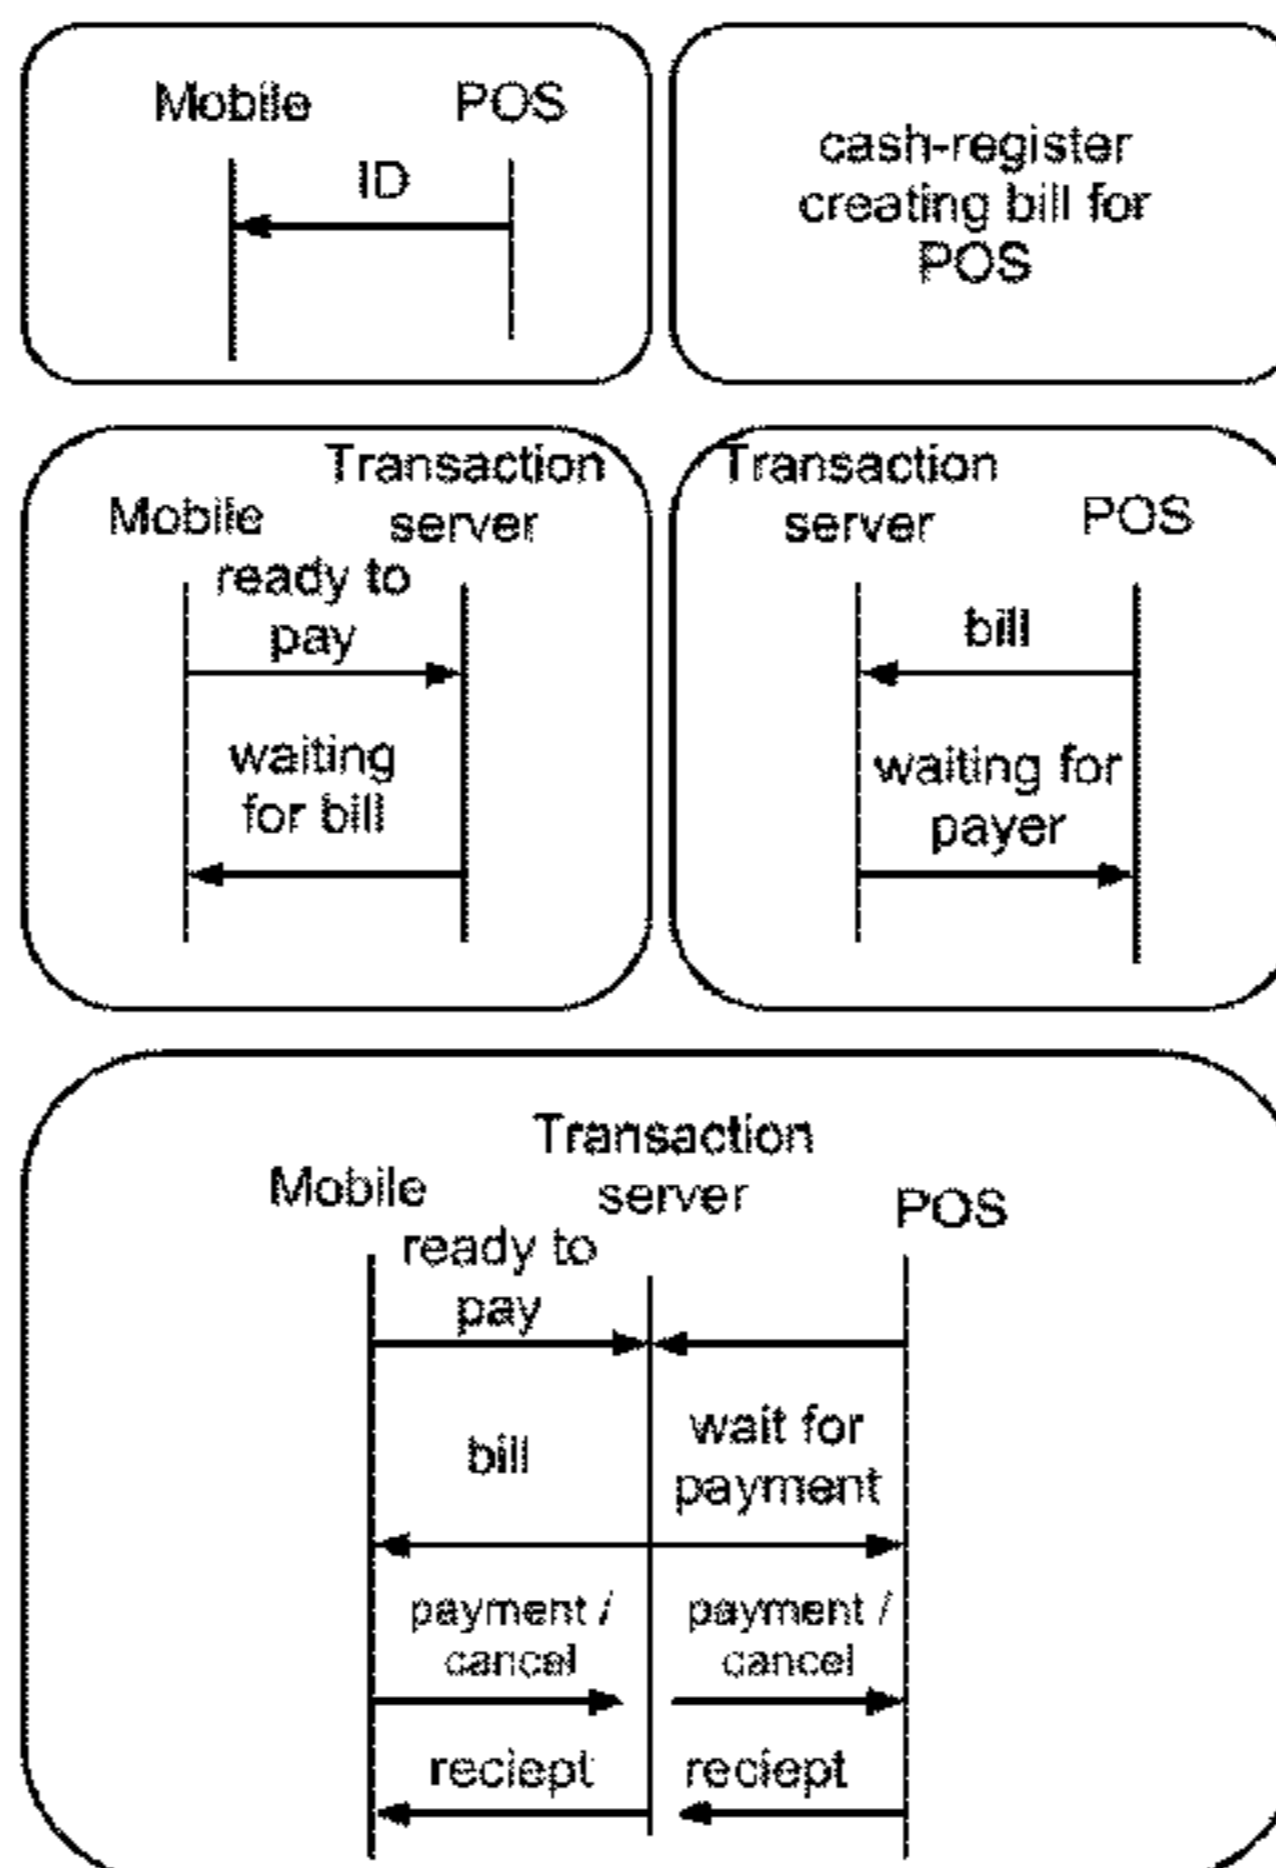 Mobile POS
ID
cash-register
creating bill for
POS
Transaction
server
Mobile
ready to
pay
waiting
for bill
Transaction
server
POS
bill
waiting for
payer
Transaction
server
Mobile
POS
ready to
pay
bill
wait for
payment
payment /
cancel
payment /
cancel
reciept
reciept